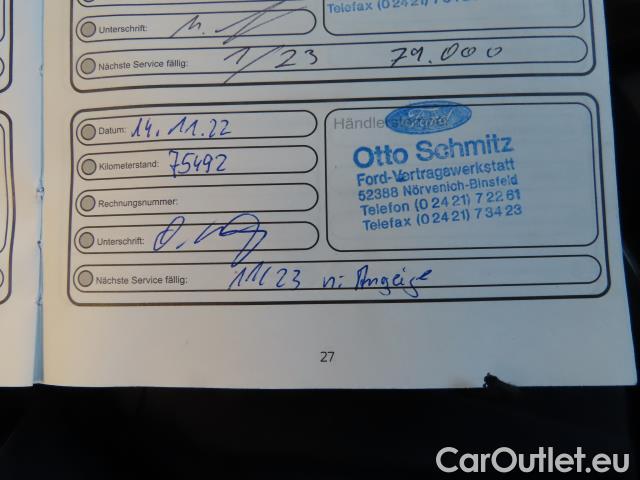 Telefax (0 24 21) 7
Unterschrift:
Nächste Service fällig: 1/23 79.000
Datum: 14.11.22
Händlerstempel
Ford
Otto Schmitz
Ford-Vertragswerkstatt
52388 Nörvenich-Binsfeld
Telefon (0 24 21) 7 22 61
Telefax (0 24 21) 7 34 23
Kilometerstand: 75492
Rechnungsnummer:
Unterschrift:
Nächste Service fällig: 11/23 n. Anzeige
27
CarOutlet.eu